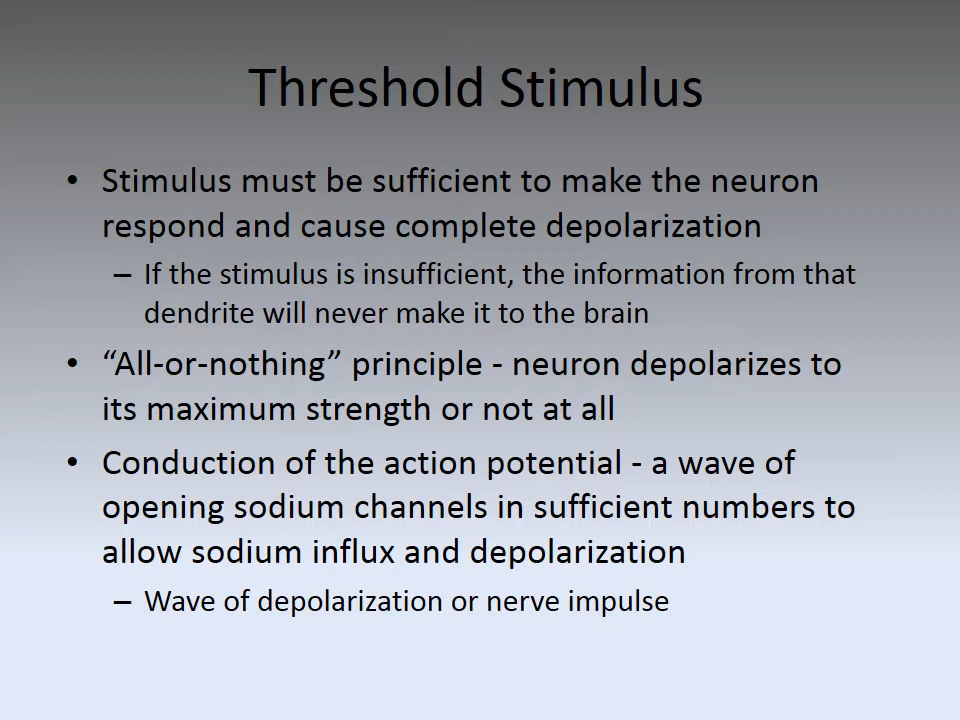 Threshold Stimulus
• Stimulus must be sufficient to make the neuron
respond and cause complete depolarization
– If the stimulus is insufficient, the information from that
dendrite will never make it to the brain
• “All-or-nothing” principle - neuron depolarizes to
its maximum strength or not at all
• Conduction of the action potential - a wave of
opening sodium channels in sufficient numbers to
allow sodium influx and depolarization
– Wave of depolarization or nerve impulse